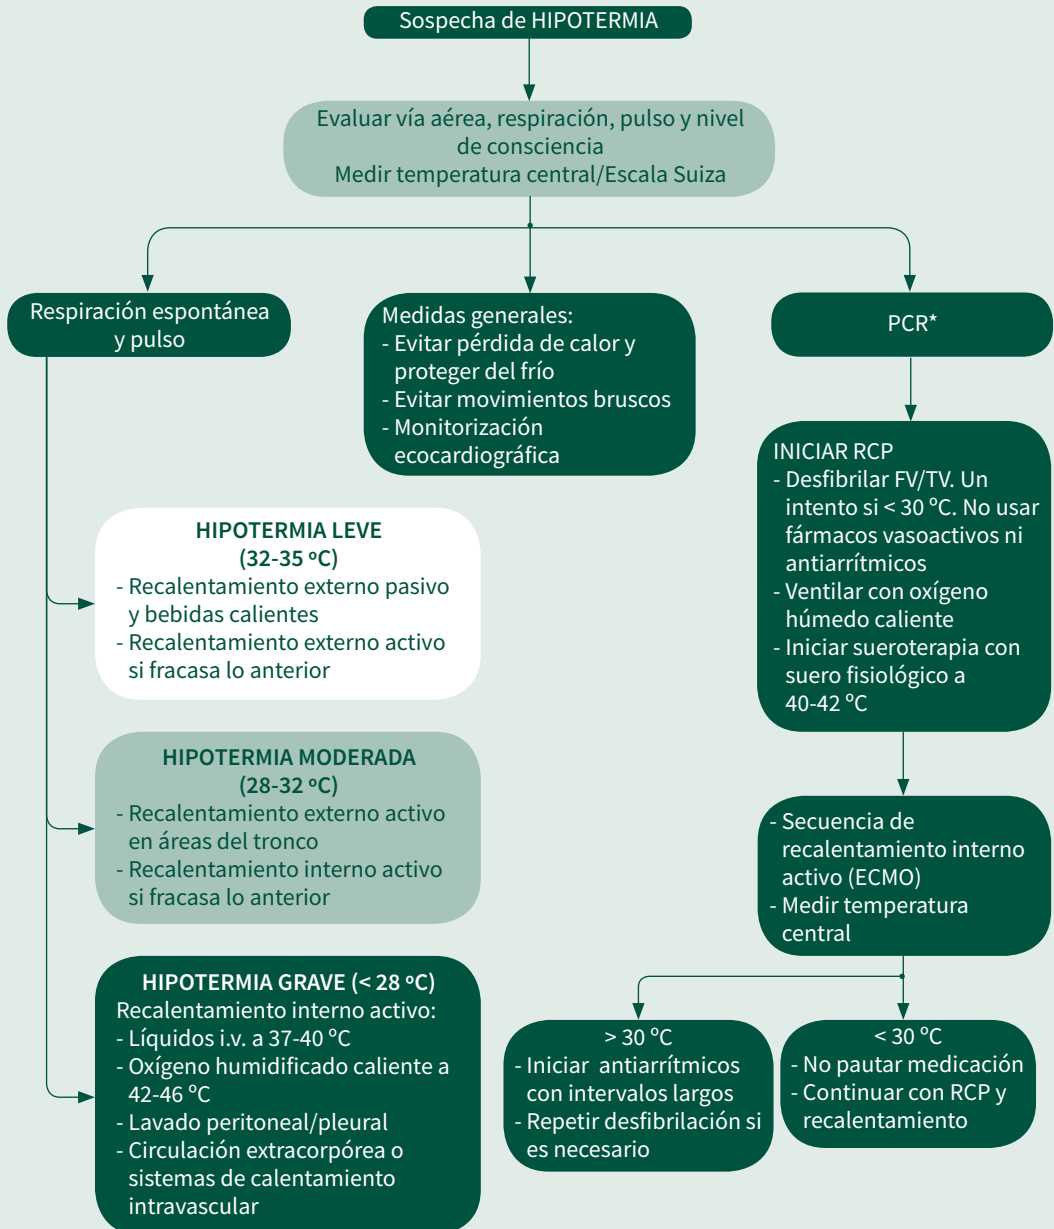 Sospecha de HIPOTERMIA
Evaluar vía aérea, respiración, pulso y nivel
de consciencia
Medir temperatura central/Escala Suiza
Respiración espontánea
y pulso
Medidas generales:
- Evitar pérdida de calor y
proteger del frío
- Evitar movimientos bruscos
- Monitorización
ecocardiográfica
PCR*
HIPOTERMIA LEVE
(32-35 ºC)
- Recalentamiento externo pasivo
y bebidas calientes
- Recalentamiento externo activo
si fracasa lo anterior
HIPOTERMIA MODERADA
(28-32 ºC)
- Recalentamiento externo activo
en áreas del tronco
- Recalentamiento interno activo
si fracasa lo anterior
HIPOTERMIA GRAVE (< 28 ºC)
Recalentamiento interno activo:
- Líquidos i.v. a 37-40 ºC
- Oxígeno humidificado caliente a
42-46 ºC
- Lavado peritoneal/pleural
- Circulación extracorpórea o
sistemas de calentamiento
intravascular
INICIAR RCP
- Desfibrilar FV/TV. Un
intento si < 30 ºC. No usar
fármacos vasoactivos ni
antiarrítmicos
- Ventilar con oxígeno
húmedo caliente
- Iniciar sueroterapia con
suero fisiológico a
40-42 ºC
- Secuencia de
recalentamiento interno
activo (ECMO)
- Medir temperatura
central
> 30 ºC
- Iniciar antiarrítmicos
con intervalos largos
- Repetir desfibrilación si
es necesario
< 30 ºC
- No pautar medicación
- Continuar con RCP y
recalentamiento